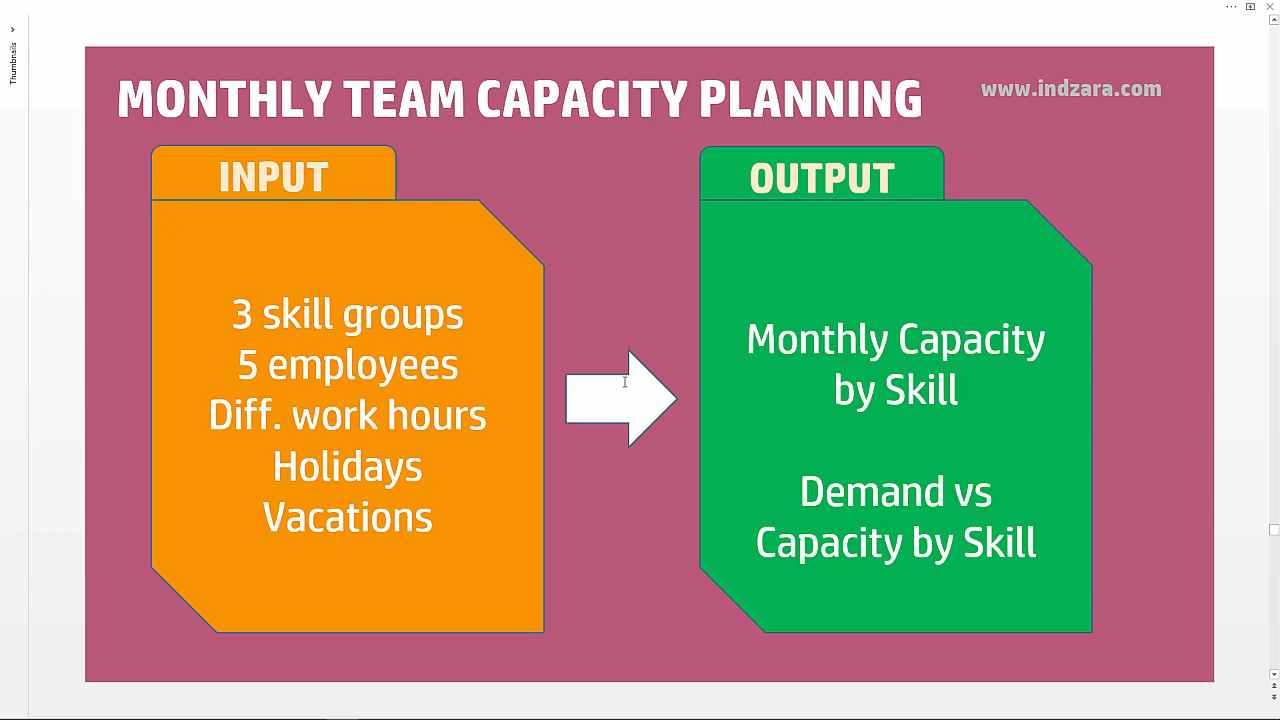 Thumbnails
MONTHLY TEAM CAPACITY PLANNING
www.indzara.com
INPUT
3 skill groups
5 employees
Diff. work hours
Holidays
Vacations
OUTPUT
Monthly Capacity
by Skill
Demand vs
Capacity by Skill